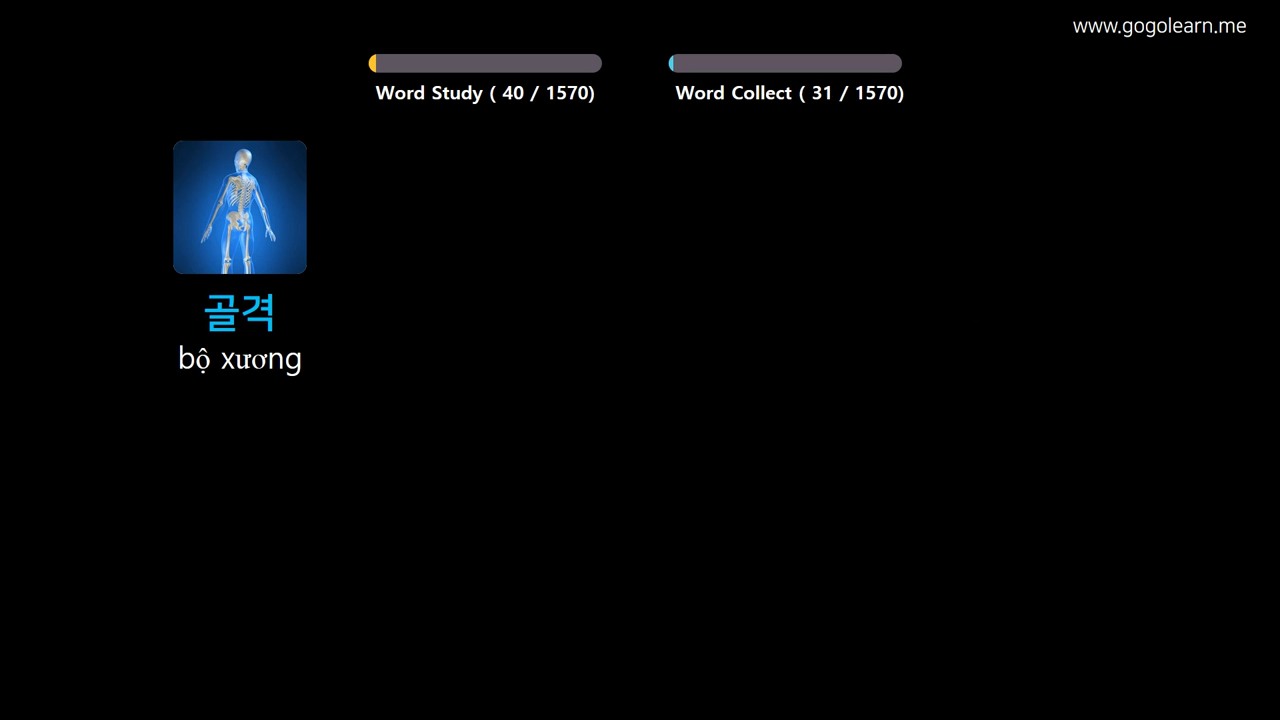 www.gogolearn.me
Word Study ( 40 / 1570)
Word Collect ( 31 / 1570)
골격
bộ xương